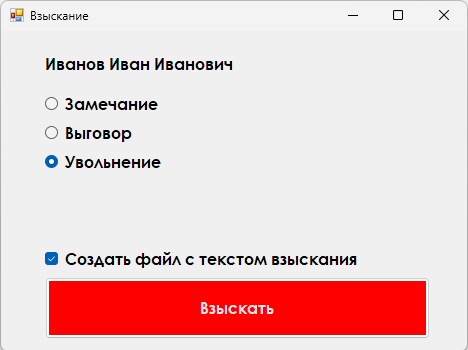 Взыскание
Иванов Иван Иванович
Замечание
Выговор
Увольнение
Создать файл с текстом взыскания
Взыскать